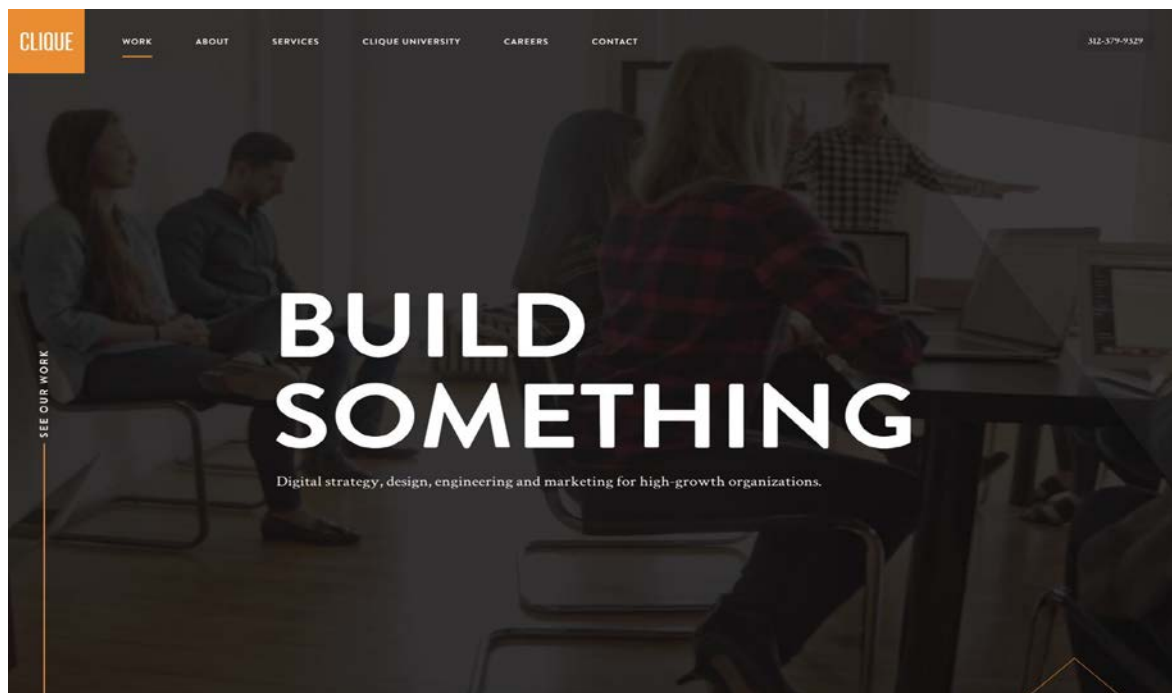 CLIQUE
WORK ABOUT SERVICES CLIQUE UNIVERSITY CAREERS CONTACT
312-379-9329
BUILD
SOMETHING
Digital strategy, design, engineering and marketing for high-growth organizations.
SEE OUR WORK